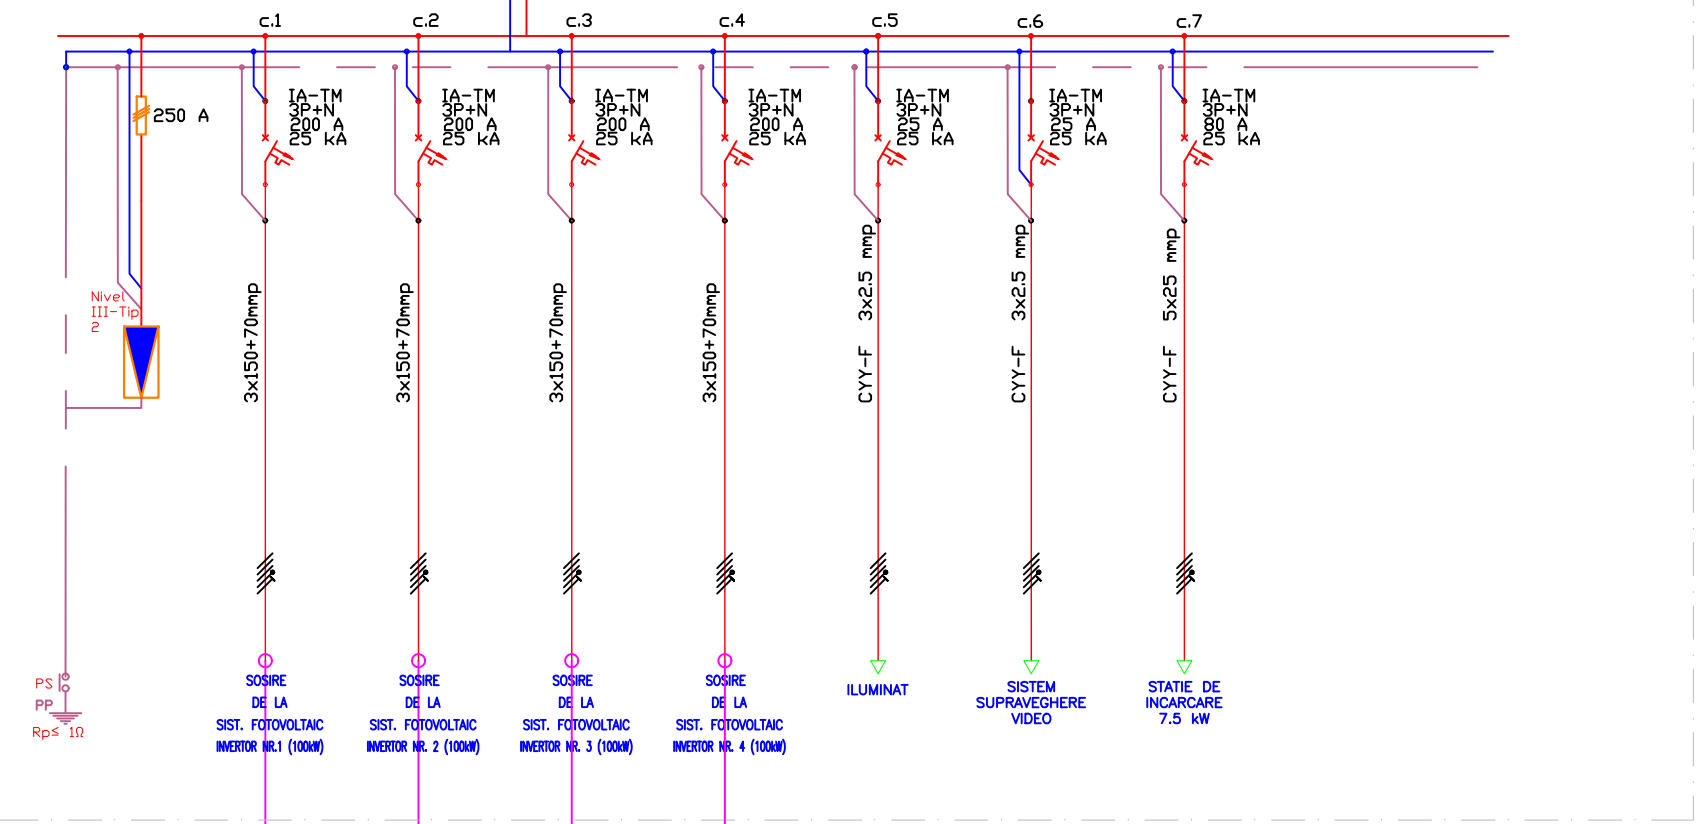 c.1
c.2
c.3
c.4
c.5
c.6
c.7
250 A
IA-TM
3P+N
200 A
25 kA
IA-TM
3P+N
200 A
25 kA
IA-TM
3P+N
200 A
25 kA
IA-TM
3P+N
200 A
25 kA
IA-TM
3P+N
25 A
25 kA
IA-TM
3P+N
25 A
25 kA
IA-TM
3P+N
80 A
25 kA
Nivel
III-Tip
2
3x150+70mmp
3x150+70mmp
3x150+70mmp
3x150+70mmp
CYY-F 3x2.5 mmp
CYY-F 3x2.5 mmp
CYY-F 5x25 mmp
PS
PP
Rp≤ 1Ω
SOSIRE
DE LA
SIST. FOTOVOLTAIC
INVERTOR NR.1 (100kW)
SOSIRE
DE LA
SIST. FOTOVOLTAIC
INVERTOR NR. 2 (100kW)
SOSIRE
DE LA
SIST. FOTOVOLTAIC
INVERTOR NR. 3 (100kW)
SOSIRE
DE LA
SIST. FOTOVOLTAIC
INVERTOR NR. 4 (100kW)
ILUMINAT
SISTEM
SUPRAVEGHERE
VIDEO
STATIE DE
INCARCARE
7.5 kW